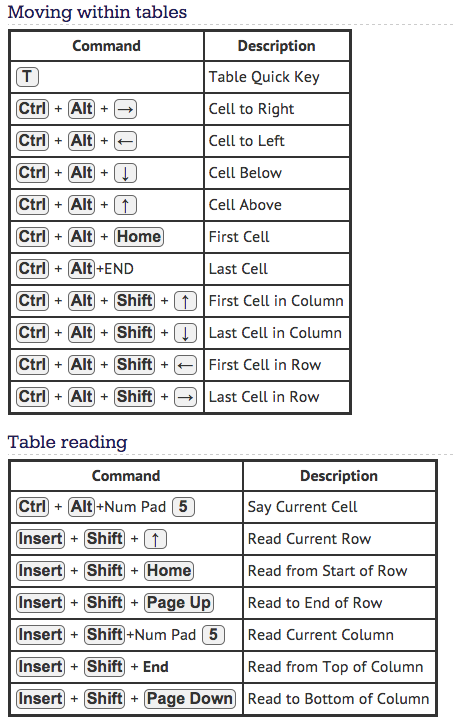 Moving within tables
Command Description
T Table Quick Key
Ctrl + Alt + → Cell to Right
Ctrl + Alt + ← Cell to Left
Ctrl + Alt + ↓ Cell Below
Ctrl + Alt + ↑ Cell Above
Ctrl + Alt + Home First Cell
Ctrl + Alt+END Last Cell
Ctrl + Alt + Shift + ↑ First Cell in Column
Ctrl + Alt + Shift + ↓ Last Cell in Column
Ctrl + Alt + Shift + ← First Cell in Row
Ctrl + Alt + Shift + → Last Cell in Row
Table reading
Command Description
Ctrl + Alt+Num Pad 5 Say Current Cell
Insert + Shift + ↑ Read Current Row
Insert + Shift + Home Read from Start of Row
Insert + Shift + Page Up Read to End of Row
Insert + Shift+Num Pad 5 Read Current Column
Insert + Shift + End Read from Top of Column
Insert + Shift + Page Down Read to Bottom of Column